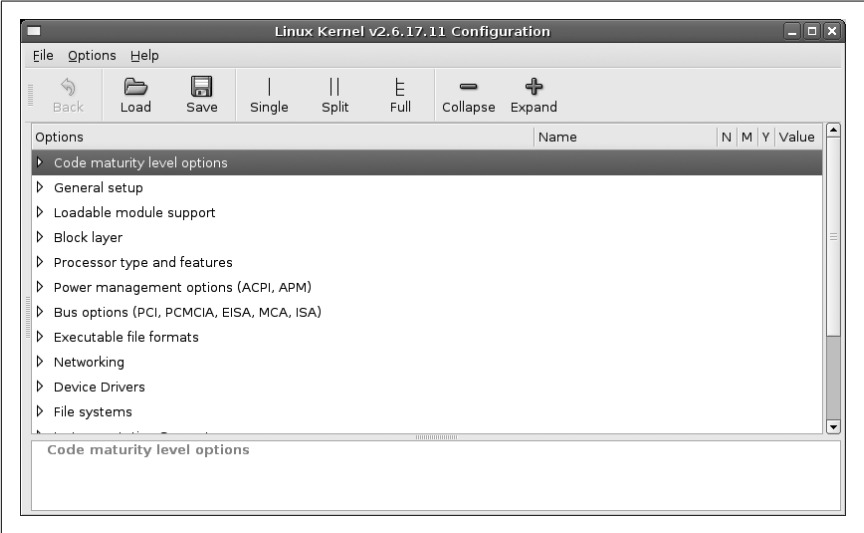 Linux Kernel v2.6.17.11 Configuration
File Options Help
Back Load Save Single Split Full Collapse Expand
Options Name N M Y Value
Code maturity level options
General setup
Loadable module support
Block layer
Processor type and features
Power management options (ACPI, APM)
Bus options (PCI, PCMCIA, EISA, MCA, ISA)
Executable file formats
Networking
Device Drivers
File systems
Code maturity level options